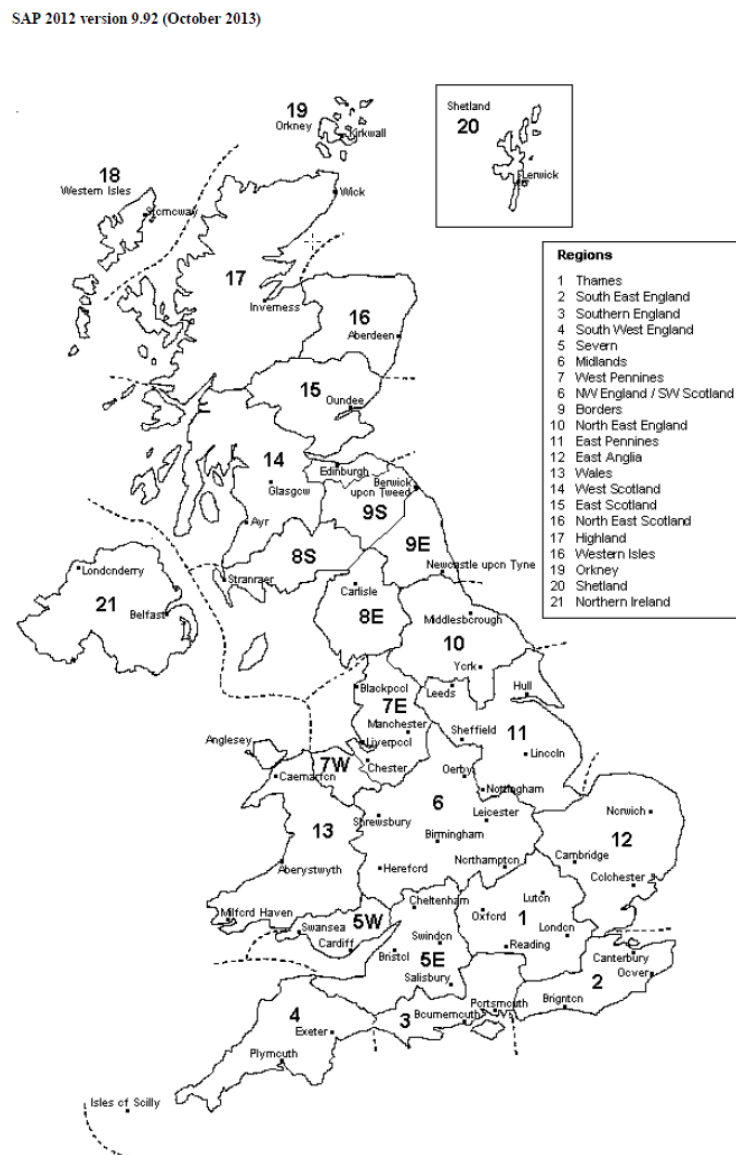 SAP 2012 version 9.92 (October 2013)
19
Orkney
Kirkwall
Shetland
20
Lerwick
18
Western Isles
Stornoway
Wick
17
Inverness
16
Aberdeen
Regions
1 Thames
2 South East England
3 Southern England
4 South West England
5 Severn
6 Midlands
7 West Pennines
6 NW England / SW Scotland
9 Borders
10 North East England
11 East Pennines
12 East Anglia
13 Wales
14 West Scotland
15 East Scotland
16 North East Scotland
17 Highland
16 Western Isles
19 Orkney
20 Shetland
21 Northern Ireland
15
Oundee
14
Glasgow
Edinburgh
Berwick
upon Tweed
9S
Ayr
8S
9E
Stranraer
Newcastle upon Tyne
Londonderry
21
Belfast
Carlisle
8E
Middlesborough
10
York
Leeds
Hull
Blackpool
7E
Manchester
Liverpool
Sheffield
11
Lincoln
Anglesey
7W
Chester
Caernarfon
Oerby
Nottingham
6
Leicester
Shrewsbury
Birmingham
Norwich
12
13
Aberystwyth
Hereford
Northampton
Cambridge
Colchester
Milford Haven
Swansea
5W
Cardiff
Cheltenham
Oxford
1
Luton
London
Reading
Swindon
Bristol
5E
Salisbury
Canterbury
Oover
2
Brighton
Portsmouth
Bournemouth
3
4
Exeter
Plymouth
Isles of Scilly